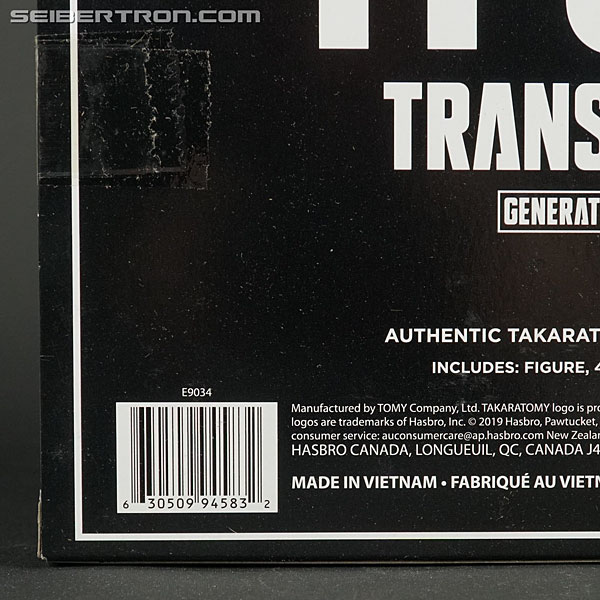 SEIBERTRON.COM
TRANS
GENERAT
AUTHENTIC TAKARAT
INCLUDES: FIGURE, 4
E9034
Manufactured by TOMY Company, Ltd. TAKARATOMY logo is pro
logos are trademarks of Hasbro, Inc. © 2019 Hasbro, Pawtucket,
consumer service: auconsumercare@ap.hasbro.com New Zealan
HASBRO CANADA, LONGUEUIL, QC, CANADA J4
MADE IN VIETNAM • FABRIQUÉ AU VIETN
6 30509 94583 2